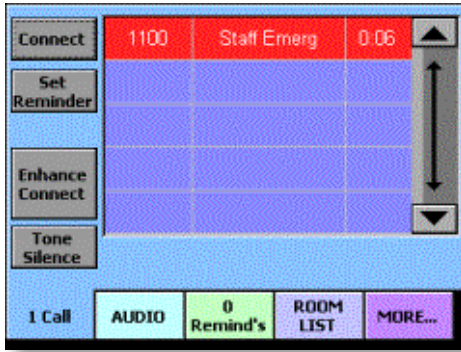 Connect 1100 Staff Emerg 0:06
Set
Reminder
Enhance
Connect
Tone
Silence
1 Call AUDIO 0 Remind's ROOM LIST MORE...